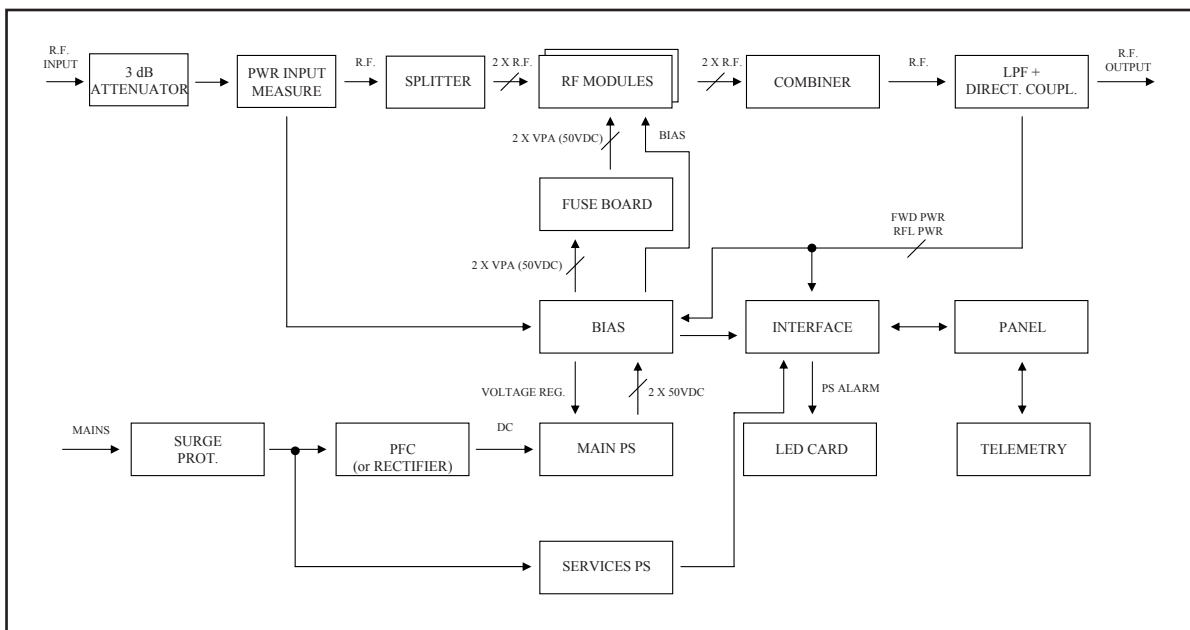 R.F.
INPUT
3 dB
ATTENUATOR
PWR INPUT
MEASURE
R.F.
SPLITTER
2 X R.F.
RF MODULES
2 X R.F.
COMBINER
R.F.
LPF +
DIRECT. COUPL.
R.F.
OUTPUT
2 X VPA (50VDC)
BIAS
FUSE BOARD
FWD PWR
RFL PWR
2 X VPA (50VDC)
BIAS
INTERFACE
PANEL
VOLTAGE REG.
2 X 50VDC
PS ALARM
MAINS
SURGE
PROT.
PFC
(or RECTIFIER)
DC
MAIN PS
LED CARD
TELEMETRY
SERVICES PS